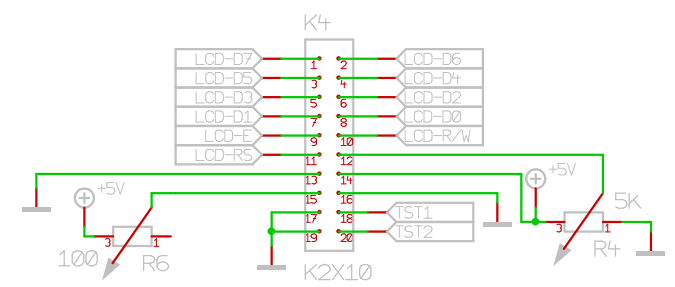 K4
LCD-D7 1 2 LCD-D6
LCD-D5 3 4 LCD-D4
LCD-D3 5 6 LCD-D2
LCD-D1 7 8 LCD-D0
LCD-E 9 10 LCD-R/W
LCD-RS 11 12
13 14
+5V
+5V
15 16
5K
17 18 TST1
3 1
3 1
19 20 TST2
100
R6
R4
K2X10